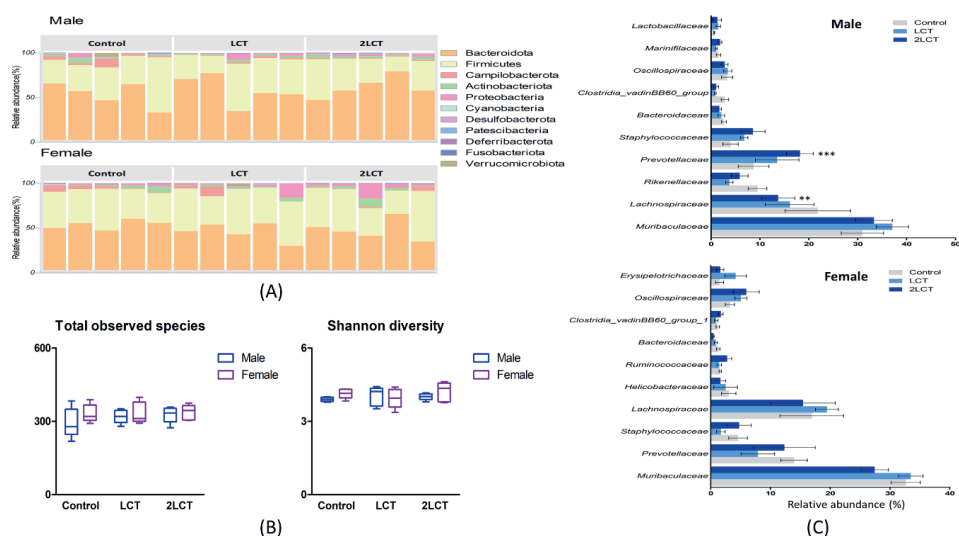 Male
Control LCT 2LCT
100
50
0
Relative abundance(%)
Bacteroidota
Firmicutes
Campilobacterota
Actinobacteriota
Proteobacteria
Cyanobacteria
Desulfobacterota
Patescibacteria
Deferribacterota
Fusobacteriota
Verrucomicrobiota
Female
Control LCT 2LCT
100
50
0
Relative abundance(%)
(A)
Total observed species
600
300
0
Male
Female
Control LCT 2LCT
Shannon diversity
6
3
0
Male
Female
Control LCT 2LCT
(B)
Male
Control
LCT
2LCT
Lactobacillaceae
Marinifilaceae
Oscillospiraceae
Clostridia_vadinBB60_group
Bacteroidaceae
Staphylococcaceae
Prevotellaceae ***
Rikenellaceae
Lachnospiraceae **
Muribaculaceae
0 10 20 30 40 50
Female
Control
LCT
2LCT
Erysipelotrichaceae
Oscillospiraceae
Clostridia_vadinBB60_group_1
Bacteroidaceae
Ruminococcaceae
Helicobacteraceae
Lachnospiraceae
Staphylococcaceae
Prevotellaceae
Muribaculaceae
0 10 20 30 40
Relative abundance (%)
(C)